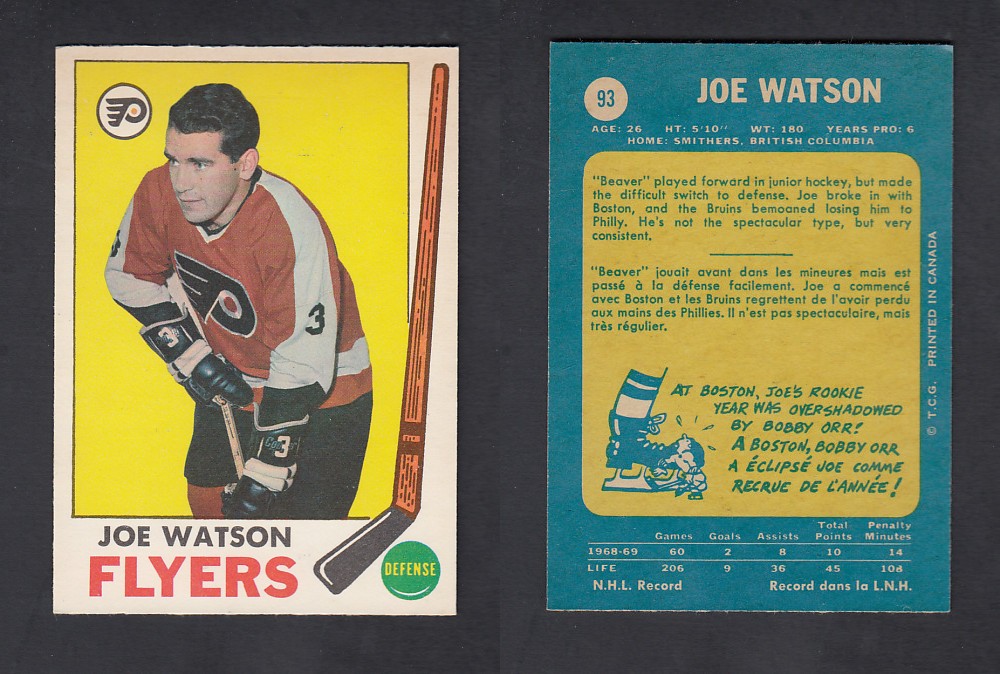 3
3
3
3
Cooper
JOE WATSON
FLYERS
DEFENSE
93
JOE WATSON
AGE: 26 HT: 5'10" WT: 180 YEARS PRO: 6
HOME: SMITHERS, BRITISH COLUMBIA
"Beaver" played forward in junior hockey, but made
the difficult switch to defense. Joe broke in with
Boston, and the Bruins bemoaned losing him to
Philly. He's not the spectacular type, but very
consistent.
"Beaver" jouait avant dans les mineures mais est
passé à la défense facilement. Joe a commencé
avec Boston et les Bruins regrettent de l'avoir perdu
aux mains des Phillies. Il n'est pas spectaculaire, mais
très régulier.
AT BOSTON, JOE'S ROOKIE
YEAR WAS OVERSHADOWED
BY BOBBY ORR!
A BOSTON, BOBBY ORR
A ÉCLIPSÉ JOE COMME
RECRUE DE L'ANNÉE!
Games Goals Assists Total Points Penalty Minutes
1968-69 60 2 8 10 14
LIFE 206 9 36 45 108
N.H.L. Record Record dans la L.N.H.
© T.C.G. PRINTED IN CANADA